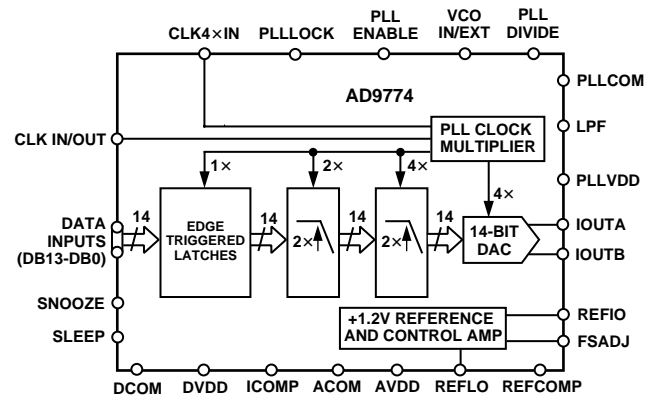 CLK4×IN
PLLLOCK
PLL
ENABLE
VCO
IN/EXT
PLL
DIVIDE
AD9774
PLLCOM
LPF
PLLVDD
IOUTA
IOUTB
REFIO
FSADJ
CLK IN/OUT
PLL CLOCK
MULTIPLIER
1×
2×
4×
4×
DATA
INPUTS
(DB13-DB0)
14
EDGE
TRIGGERED
LATCHES
14
2×
14
2×
14
14-BIT
DAC
SNOOZE
SLEEP
+1.2V REFERENCE
AND CONTROL AMP
DCOM
DVDD
ICOMP
ACOM
AVDD
REFLO
REFCOMP